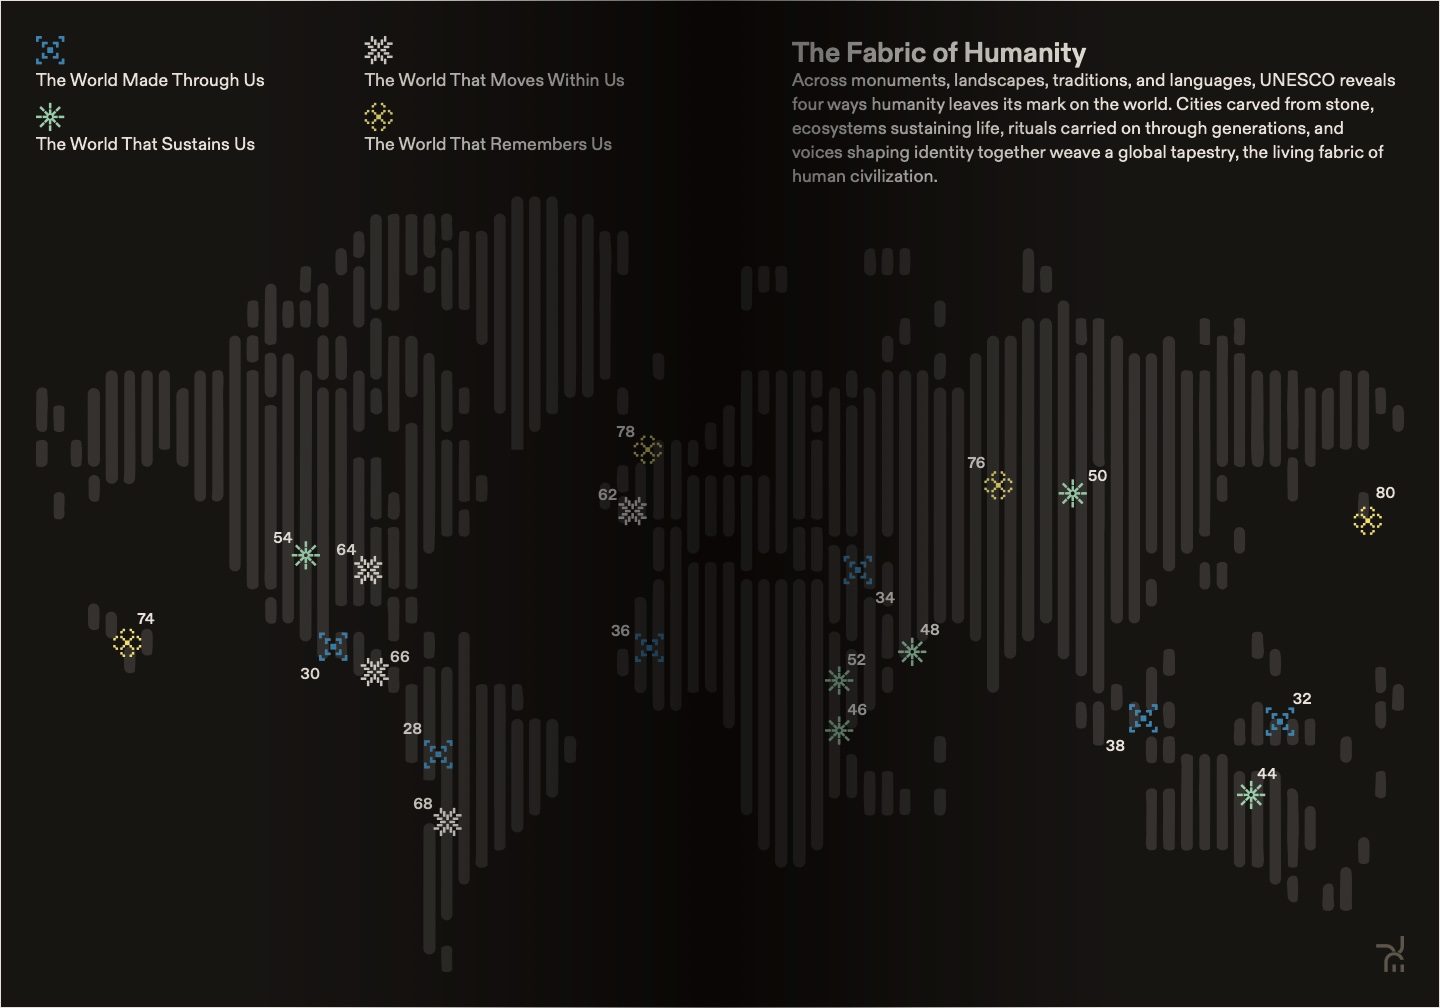 The World Made Through Us
The World That Moves Within Us
The World That Sustains Us
The World That Remembers Us
The Fabric of Humanity
Across monuments, landscapes, traditions, and languages, UNESCO reveals
four ways humanity leaves its mark on the world. Cities carved from stone,
ecosystems sustaining life, rituals carried on through generations, and
voices shaping identity together weave a global tapestry, the living fabric of
human civilization.
78
76
50
80
62
54
64
34
74
36
48
66
52
30
32
46
28
38
44
68